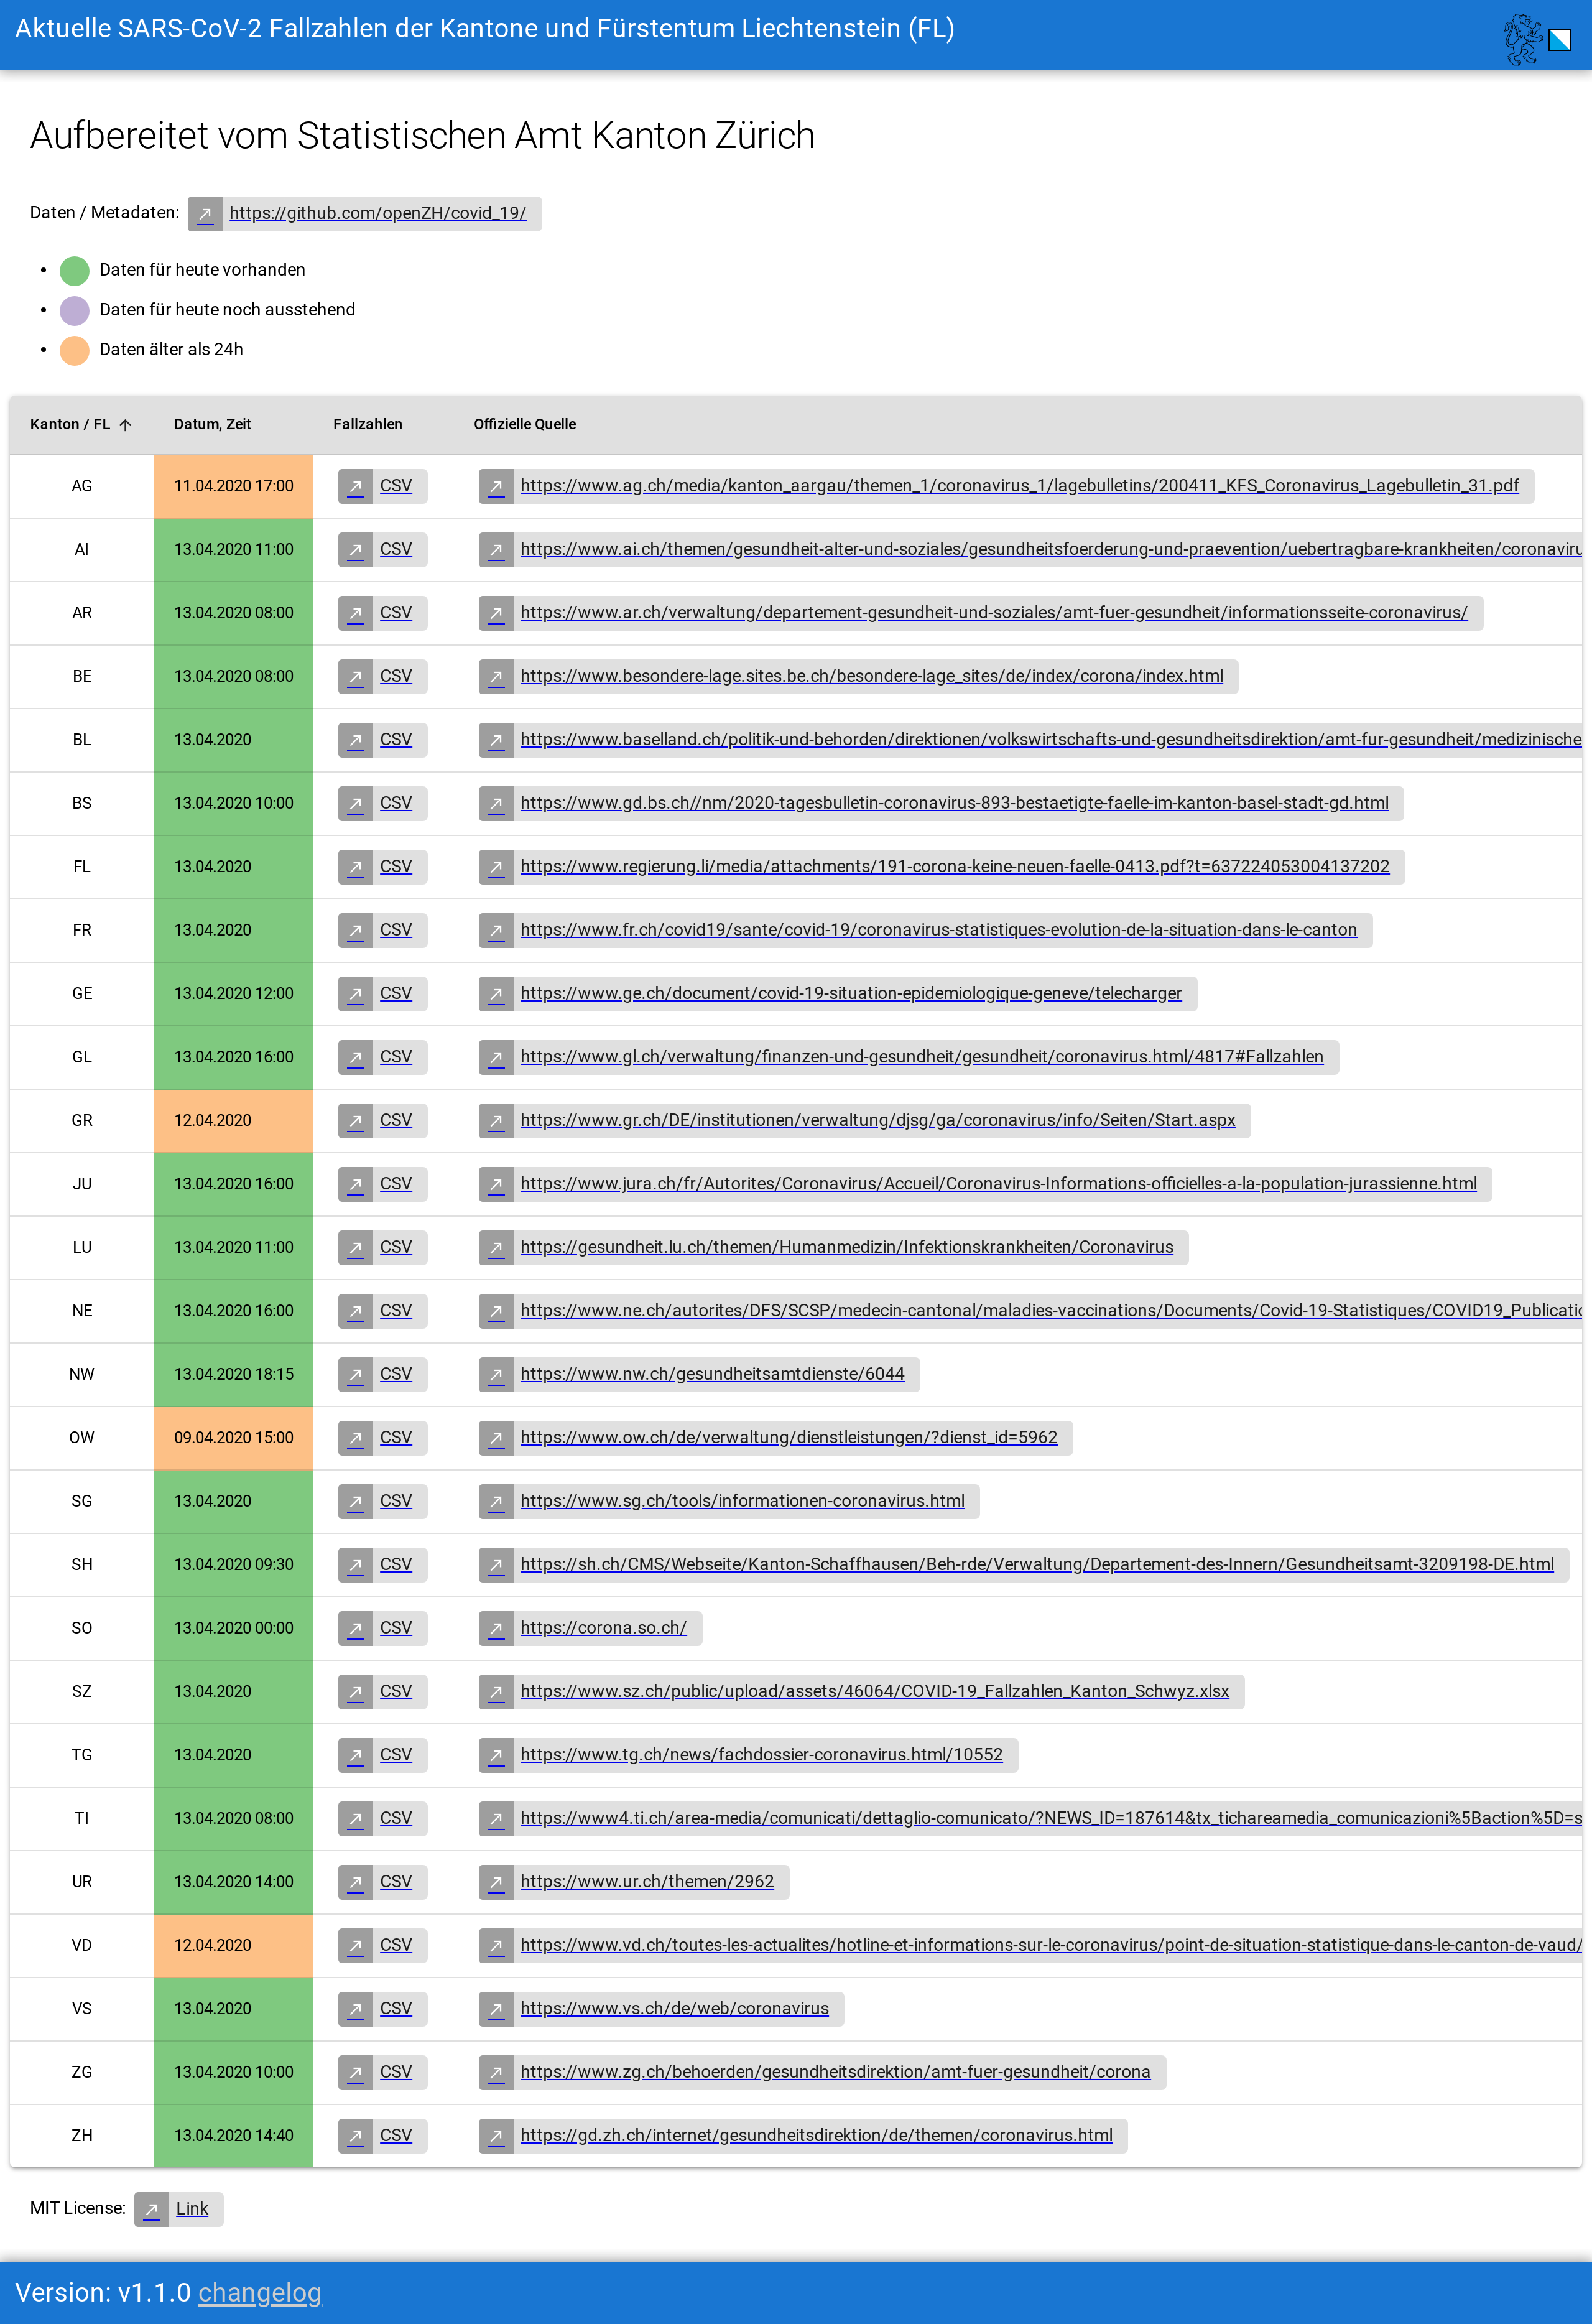 Aktuelle SARS-CoV-2 Fallzahlen der Kantone und Fürstentum Liechtenstein (FL)
Aufbereitet vom Statistischen Amt Kanton Zürich
Daten / Metadaten: https://github.com/openZH/covid_19/
Daten für heute vorhanden
Daten für heute noch ausstehend
Daten älter als 24h
Kanton / FL Datum, Zeit Fallzahlen Offizielle Quelle
AG 11.04.2020 17:00 CSV https://www.ag.ch/media/kanton_aargau/themen_1/coronavirus_1/lagebulletins/200411_KFS_Coronavirus_Lagebulletin_31.pdf
AI 13.04.2020 11:00 CSV https://www.ai.ch/themen/gesundheit-alter-und-soziales/gesundheitsfoerderung-und-praevention/uebertragbare-krankheiten/coronaviru
AR 13.04.2020 08:00 CSV https://www.ar.ch/verwaltung/departement-gesundheit-und-soziales/amt-fuer-gesundheit/informationsseite-coronavirus/
BE 13.04.2020 08:00 CSV https://www.besondere-lage.sites.be.ch/besondere-lage_sites/de/index/corona/index.html
BL 13.04.2020 CSV https://www.baselland.ch/politik-und-behorden/direktionen/volkswirtschafts-und-gesundheitsdirektion/amt-fur-gesundheit/medizinische
BS 13.04.2020 10:00 CSV https://www.gd.bs.ch//nm/2020-tagesbulletin-coronavirus-893-bestaetigte-faelle-im-kanton-basel-stadt-gd.html
FL 13.04.2020 CSV https://www.regierung.li/media/attachments/191-corona-keine-neuen-faelle-0413.pdf?t=637224053004137202
FR 13.04.2020 CSV https://www.fr.ch/covid19/sante/covid-19/coronavirus-statistiques-evolution-de-la-situation-dans-le-canton
GE 13.04.2020 12:00 CSV https://www.ge.ch/document/covid-19-situation-epidemiologique-geneve/telecharger
GL 13.04.2020 16:00 CSV https://www.gl.ch/verwaltung/finanzen-und-gesundheit/gesundheit/coronavirus.html/4817#Fallzahlen
GR 12.04.2020 CSV https://www.gr.ch/DE/institutionen/verwaltung/djsg/ga/coronavirus/info/Seiten/Start.aspx
JU 13.04.2020 16:00 CSV https://www.jura.ch/fr/Autorites/Coronavirus/Accueil/Coronavirus-Informations-officielles-a-la-population-jurassienne.html
LU 13.04.2020 11:00 CSV https://gesundheit.lu.ch/themen/Humanmedizin/Infektionskrankheiten/Coronavirus
NE 13.04.2020 16:00 CSV https://www.ne.ch/autorites/DFS/SCSP/medecin-cantonal/maladies-vaccinations/Documents/Covid-19-Statistiques/COVID19_Publicatio
NW 13.04.2020 18:15 CSV https://www.nw.ch/gesundheitsamtdienste/6044
OW 09.04.2020 15:00 CSV https://www.ow.ch/de/verwaltung/dienstleistungen/?dienst_id=5962
SG 13.04.2020 CSV https://www.sg.ch/tools/informationen-coronavirus.html
SH 13.04.2020 09:30 CSV https://sh.ch/CMS/Webseite/Kanton-Schaffhausen/Beh-rde/Verwaltung/Departement-des-Innern/Gesundheitsamt-3209198-DE.html
SO 13.04.2020 00:00 CSV https://corona.so.ch/
SZ 13.04.2020 CSV https://www.sz.ch/public/upload/assets/46064/COVID-19_Fallzahlen_Kanton_Schwyz.xlsx
TG 13.04.2020 CSV https://www.tg.ch/news/fachdossier-coronavirus.html/10552
TI 13.04.2020 08:00 CSV https://www4.ti.ch/area-media/comunicati/dettaglio-comunicato/?NEWS_ID=187614&tx_tichareamedia_comunicazioni%5Baction%5D=s
UR 13.04.2020 14:00 CSV https://www.ur.ch/themen/2962
VD 12.04.2020 CSV https://www.vd.ch/toutes-les-actualites/hotline-et-informations-sur-le-coronavirus/point-de-situation-statistique-dans-le-canton-de-vaud/
VS 13.04.2020 CSV https://www.vs.ch/de/web/coronavirus
ZG 13.04.2020 10:00 CSV https://www.zg.ch/behoerden/gesundheitsdirektion/amt-fuer-gesundheit/corona
ZH 13.04.2020 14:40 CSV https://gd.zh.ch/internet/gesundheitsdirektion/de/themen/coronavirus.html
MIT License: Link
Version: v1.1.0 changelog